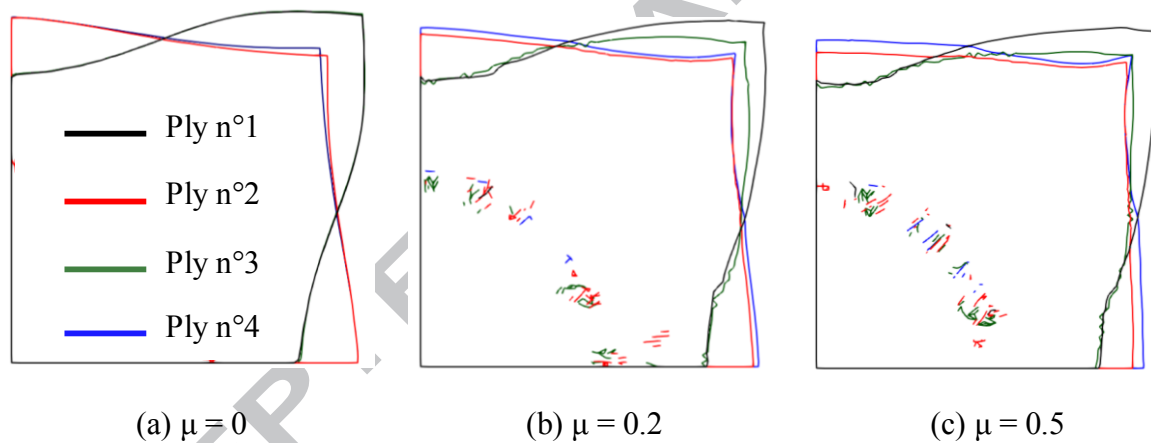 Ply n°1
Ply n°2
Ply n°3
Ply n°4
(a) μ = 0
(b) μ = 0.2
(c) μ = 0.5